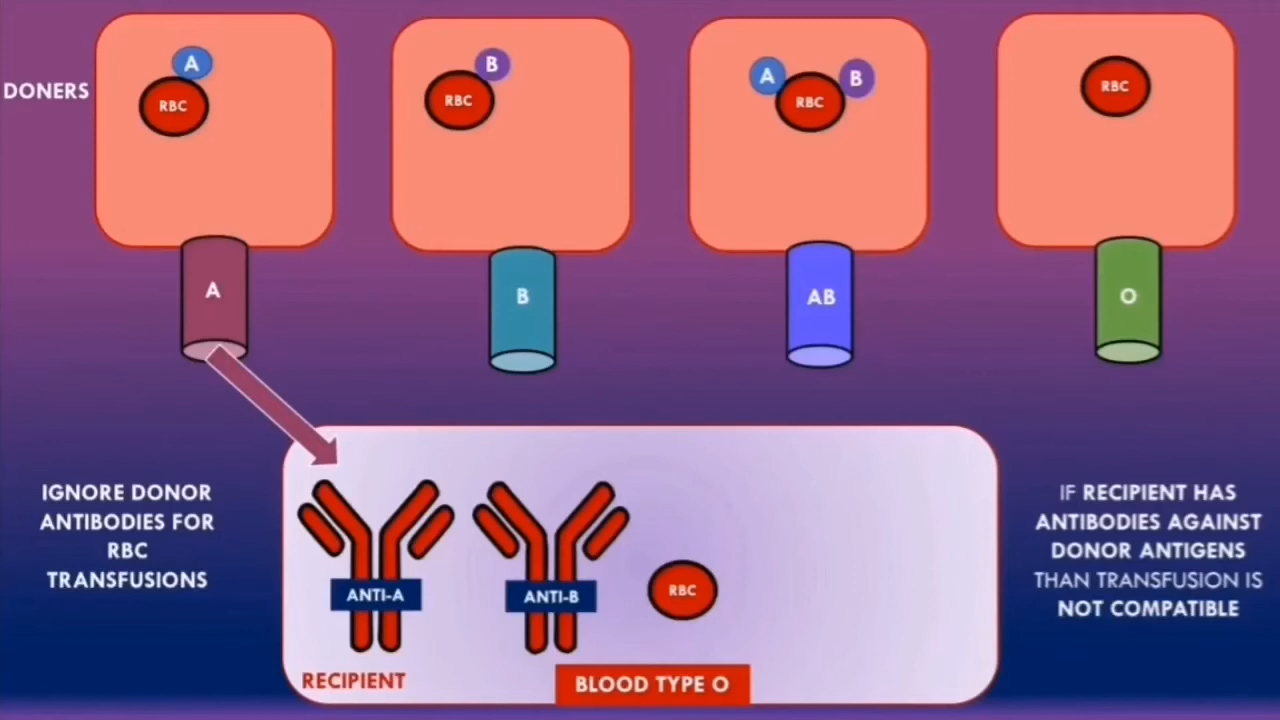 DONERS
A
RBC
B
RBC
A
B
RBC
RBC
A
B
AB
O
IGNORE DONOR
ANTIBODIES FOR
RBC
TRANSFUSIONS
ANTI-A
ANTI-B
RBC
RECIPIENT
BLOOD TYPE O
IF RECIPIENT HAS
ANTIBODIES AGAINST
DONOR ANTIGENS
THAN TRANSFUSION IS
NOT COMPATIBLE